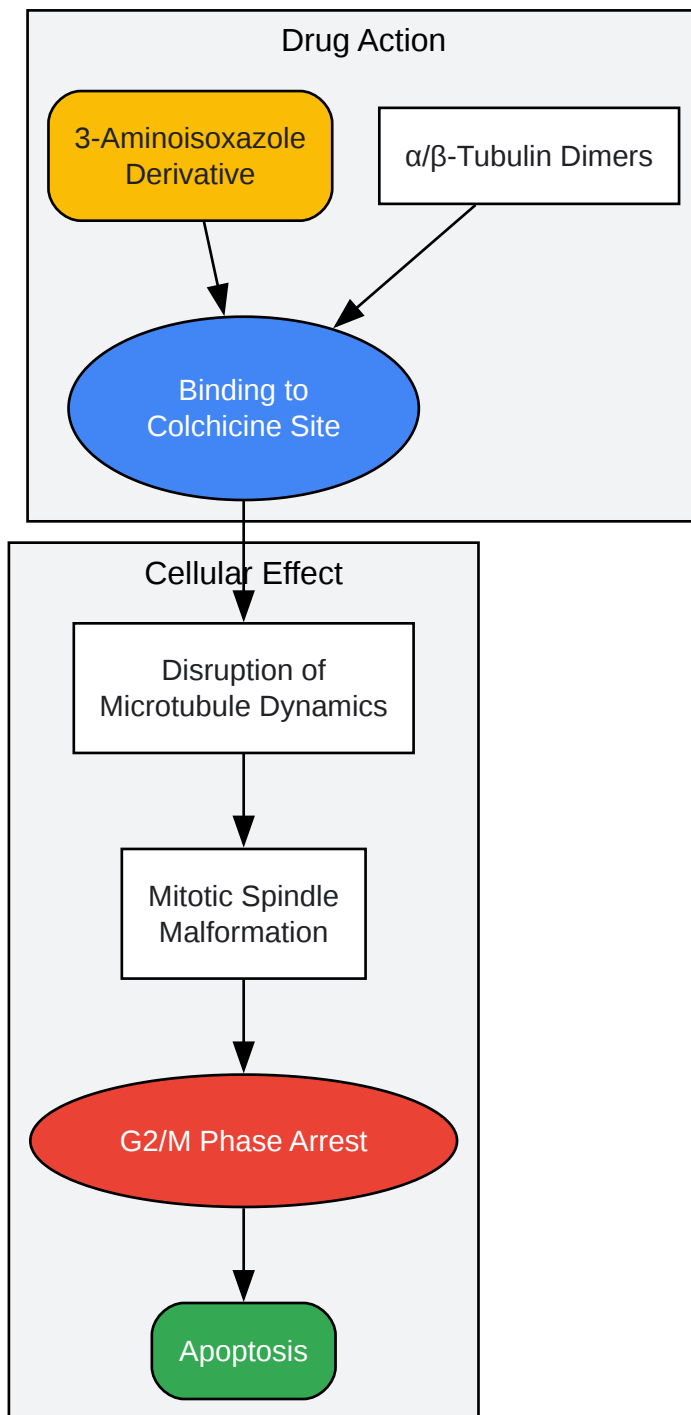 Drug Action
3-Aminoisoxazole
Derivative
α/β-Tubulin Dimers
Binding to
Colchicine Site
Cellular Effect
Disruption of
Microtubule Dynamics
Mitotic Spindle
Malformation
G2/M Phase Arrest
Apoptosis